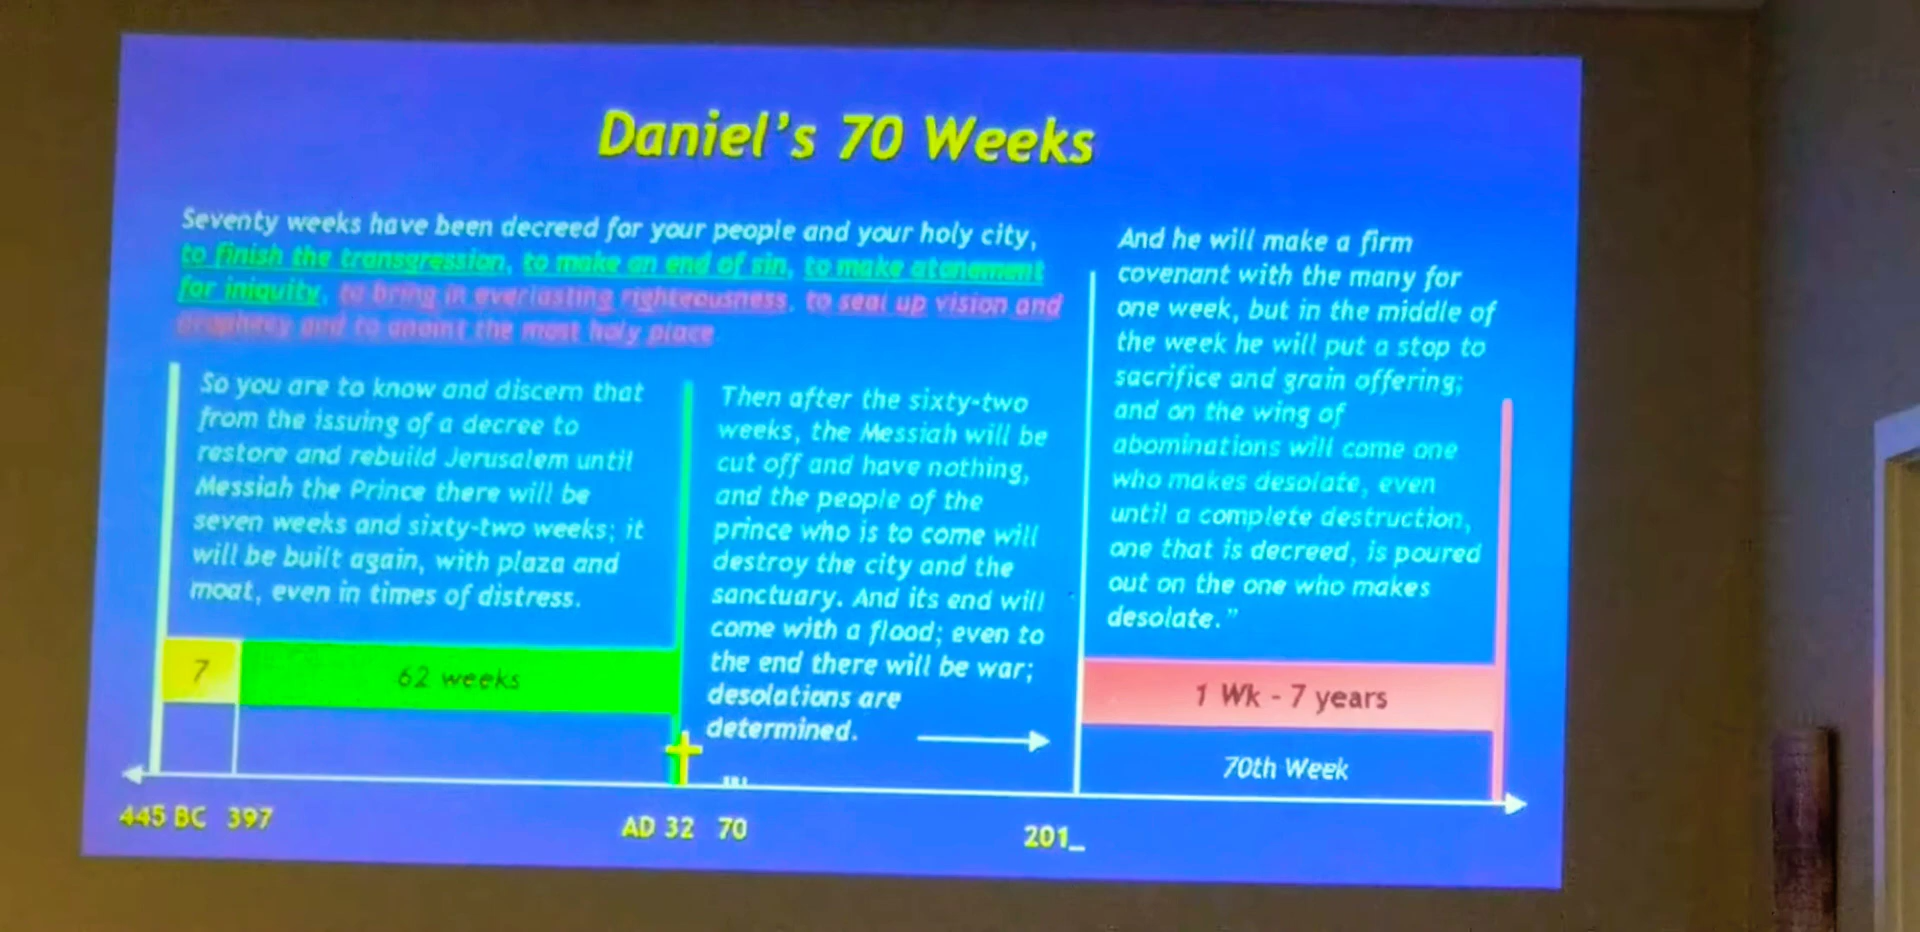 Daniel's 70 Weeks
Seventy weeks have been decreed for your people and your holy city,
to finish the transgression, to make an end of sin, to make atonement
for iniquity, to bring in everlasting righteousness, to seal up vision and
prophecy and to anoint the most holy place
So you are to know and discern that
from the issuing of a decree to
restore and rebuild Jerusalem until
Messiah the Prince there will be
seven weeks and sixty-two weeks; it
will be built again, with plaza and
moat, even in times of distress.
Then after the sixty-two
weeks, the Messiah will be
cut off and have nothing,
and the people of the
prince who is to come will
destroy the city and the
sanctuary. And its end will
come with a flood; even to
the end there will be war;
desolations are
determined.
And he will make a firm
covenant with the many for
one week, but in the middle of
the week he will put a stop to
sacrifice and grain offering;
and on the wing of
abominations will come one
who makes desolate, even
until a complete destruction,
one that is decreed, is poured
out on the one who makes
desolate.”
7
62 weeks
1 Wk - 7 years
70th Week
445 BC 397
AD 32 70
201_